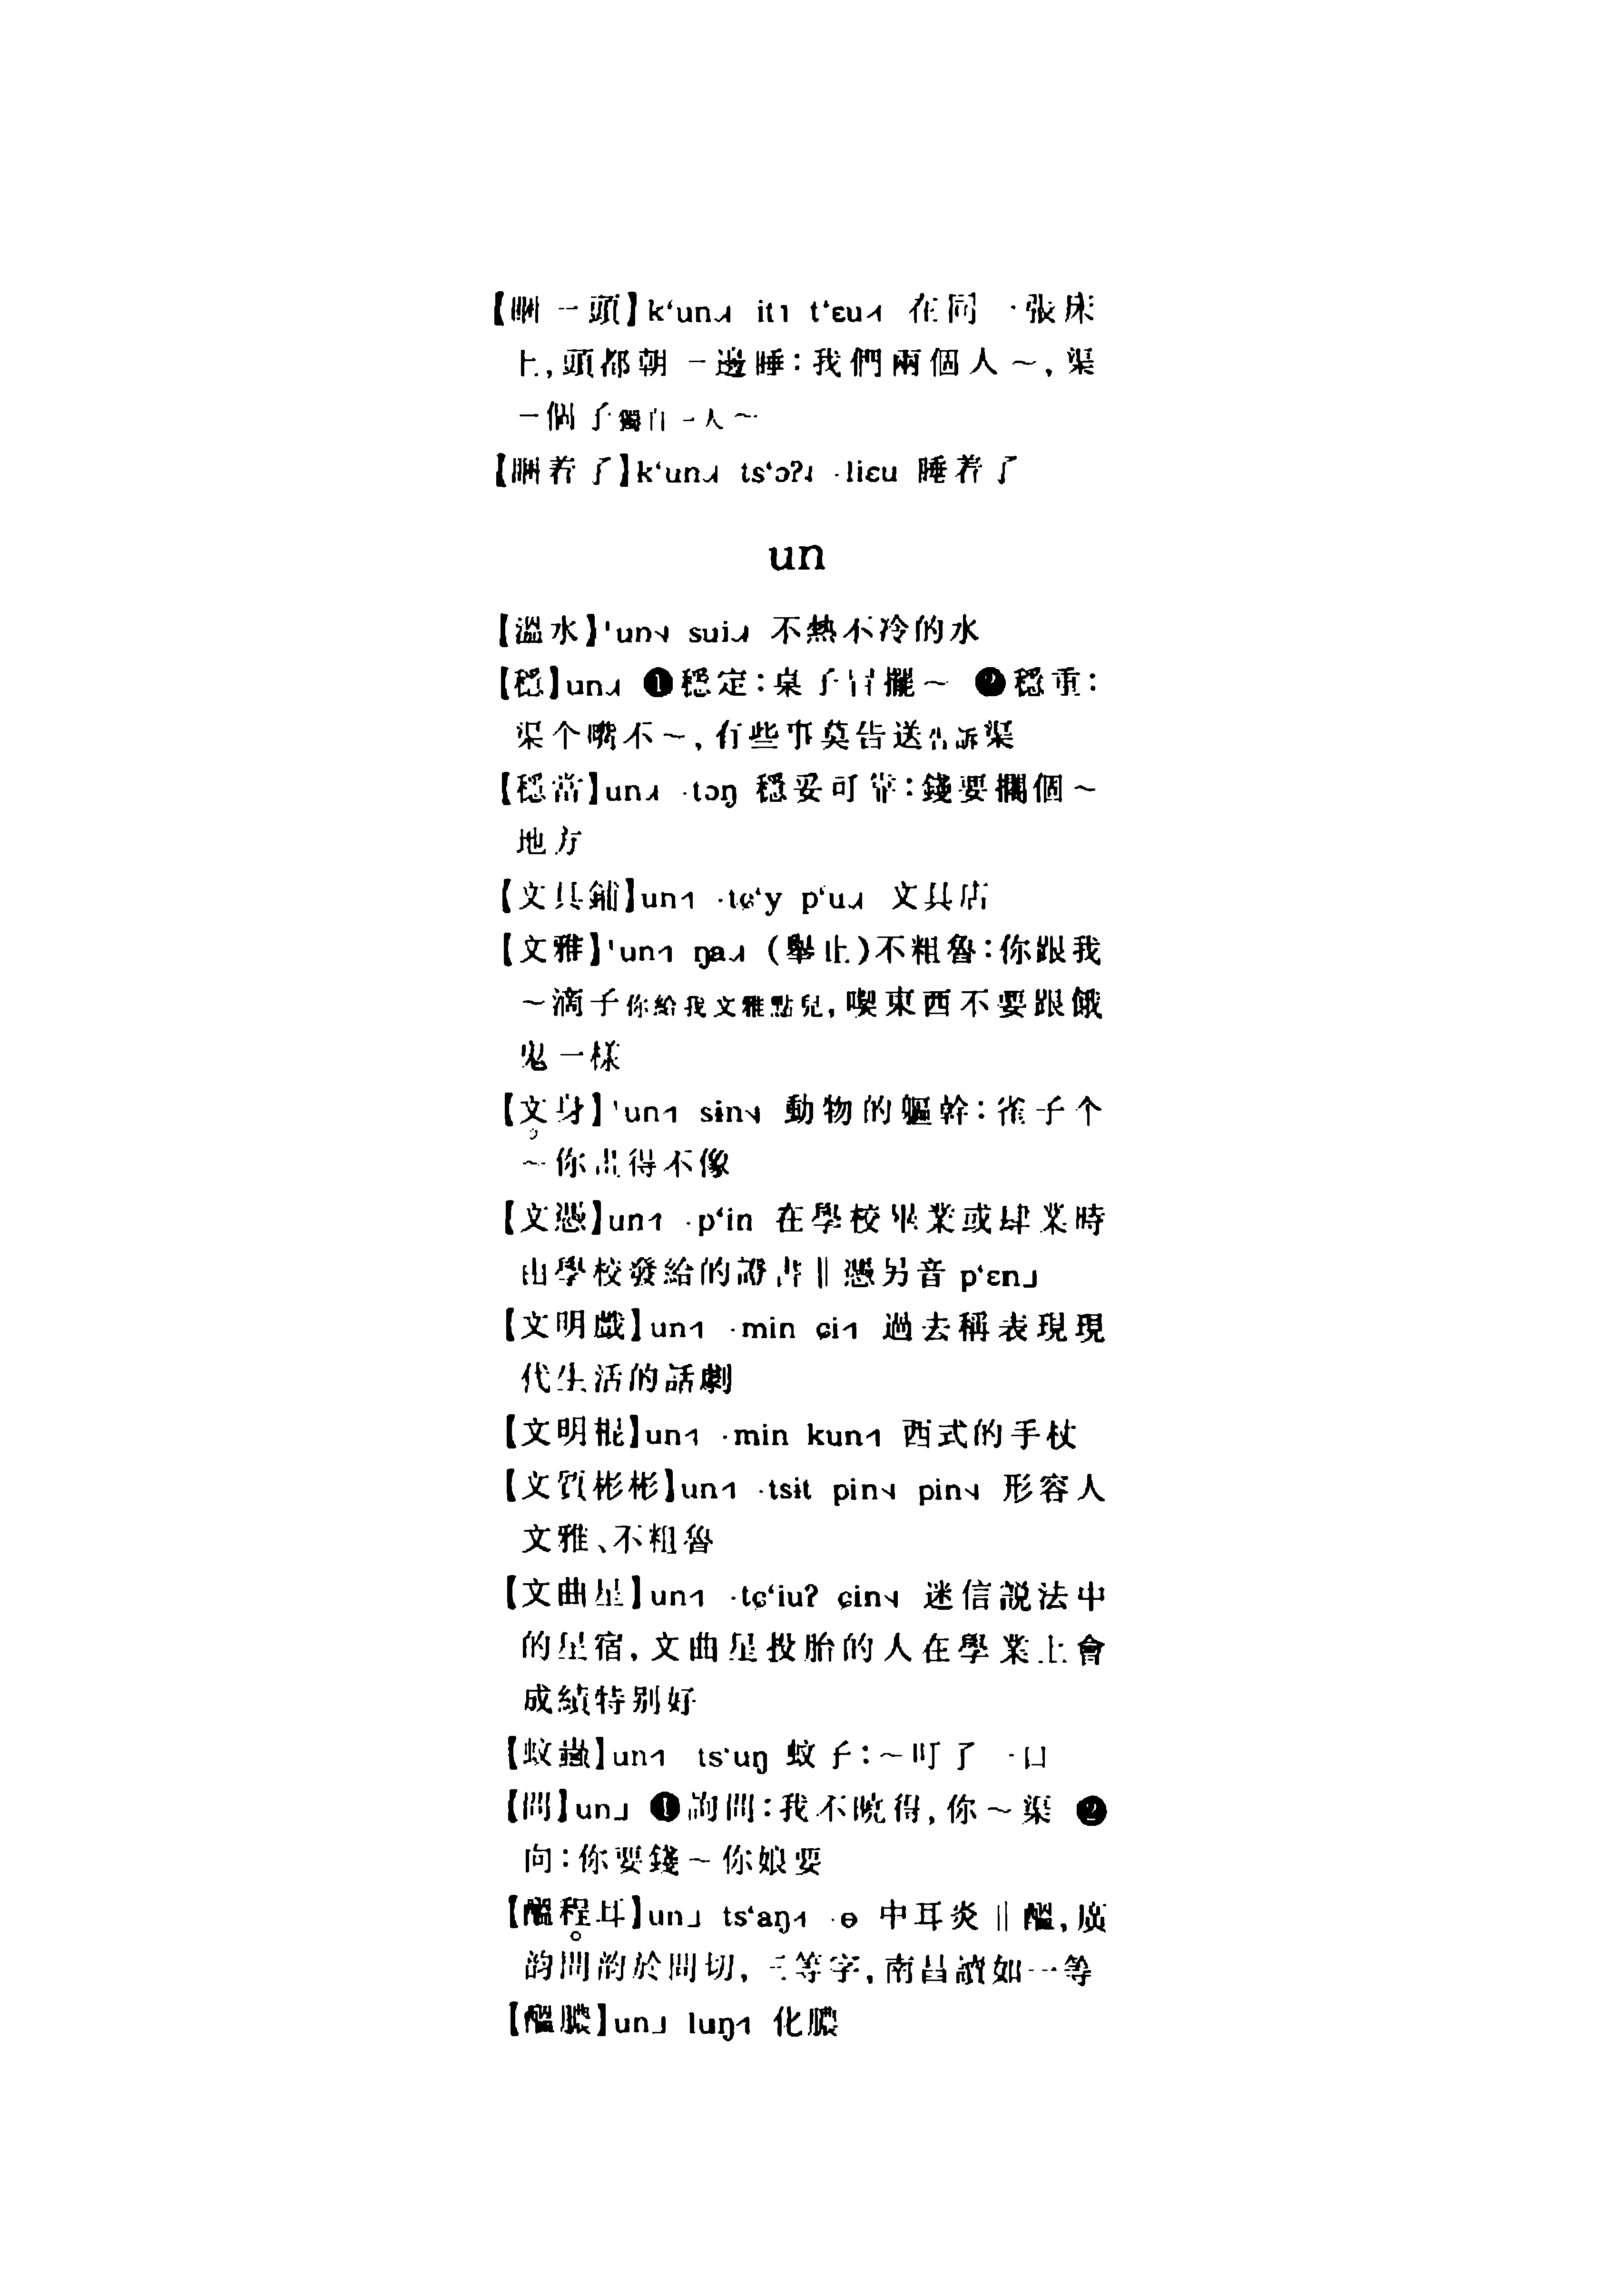 【睏一頭】k‘un˩˧ it˥ t‘ɛu˧˥ 在同一張床
上,頭都朝一邊睡:我們兩個人～,渠
一個子獨自一人～
【睏着了】k‘un˩˧ ts‘ɔʔ˨ ·liɛu 睡着了
un
【溫水】'un˦˨ sui˩˧ 不熱不冷的水
【穩】un˩˧ ❶穩定:桌子冇擺～ ❷穩重:
渠个嘴不～,有些事莫告送告訴渠
【穩當】un˩˧ ·tɔŋ 穩妥可靠:錢要擱個～
地方
【文具鋪】un˧˥ ·tɕ‘y p‘u˩˧ 文具店
【文雅】'un˧˥ ŋa˩˧ (舉止)不粗魯:你跟我
～滴子你給我文雅點兒,喫東西不要跟餓
鬼一樣
【文身】'un˧˥ sɨn˦˨ 動物的軀幹:雀子个
～你畫得不像
【文憑】un˧˥ ·p‘in 在學校畢業或肄業時
由學校發給的證書‖憑另音 p‘ɛn˩
【文明戲】un˧˥ ·min ɕi˧˥ 過去稱表現現
代生活的話劇
【文明棍】un˧˥ ·min kun˧˥ 西式的手杖
【文質彬彬】un˧˥ ·tsɨt pin˦˨ pin˦˨ 形容人
文雅、不粗魯
【文曲星】un˧˥ ·tɕ‘iuʔ ɕin˦˨ 迷信説法中
的星宿,文曲星投胎的人在學業上會
成績特别好
【蚊蟲】un˧˥ ts‘uŋ 蚊子:～叮了一口
【問】un˩ ❶詢問:我不曉得,你～渠 ❷
向:你要錢～你娘要
【醖程耳】un˩ ts‘aŋ˧˥ ·ɵ 中耳炎‖醖,廣
韵問韵於問切,三等字,南昌讀如一等
【醖膿】un˩ luŋ˧˥ 化膿